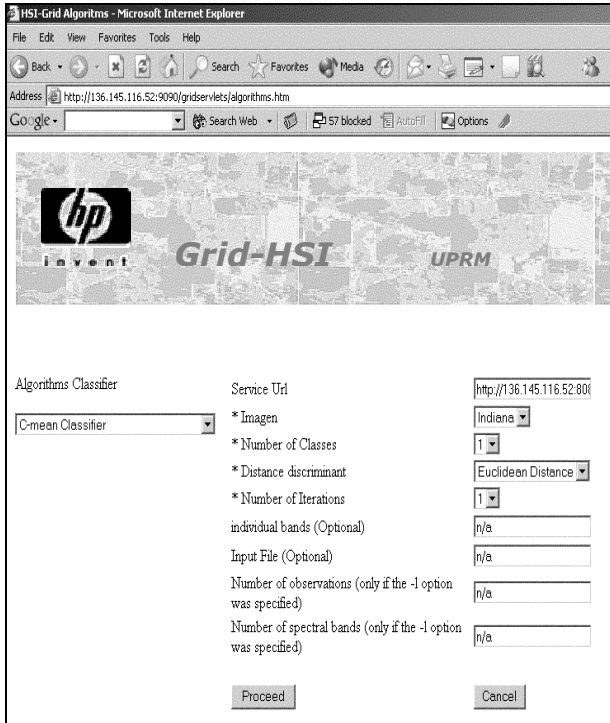 HSI-Grid Algoritms - Microsoft Internet Explorer
File Edit View Favorites Tools Help
Back Search Favorites Media
Address http://136.145.116.52:9090/gridservlets/algorithms.htm
Google Search Web 57 blocked AutoFill Options
hp
invent
Grid-HSI
UPRM
Algorithms Classifier
C-mean Classifier
Service Url http://136.145.116.52:808
* Imagen Indiana
* Number of Classes 1
* Distance discriminant Euclidean Distance
* Number of Iterations 1
individual bands (Optional) n/a
Input File (Optional) n/a
Number of observations (only if the -l option
was specified) n/a
Number of spectral bands (only if the -l option
was specified) n/a
Proceed Cancel